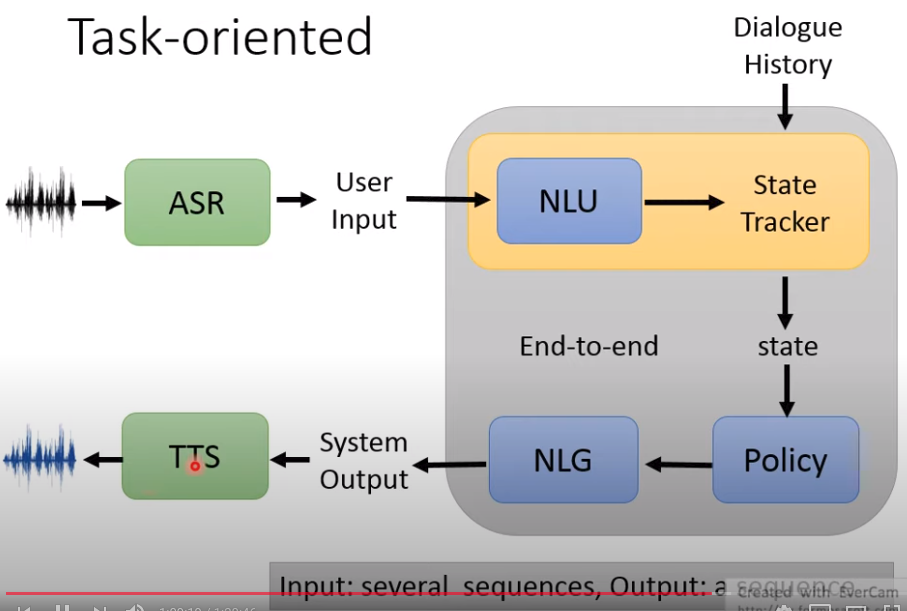 Task-oriented
Dialogue
History
ASR
User
Input
NLU
State
Tracker
End-to-end
state
TTS
System
Output
NLG
Policy
Input: several sequences, Output: a sequence
Created with EverCam